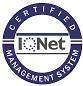 CERTIFIED
IQNet
MANAGEMENT SYSTEM